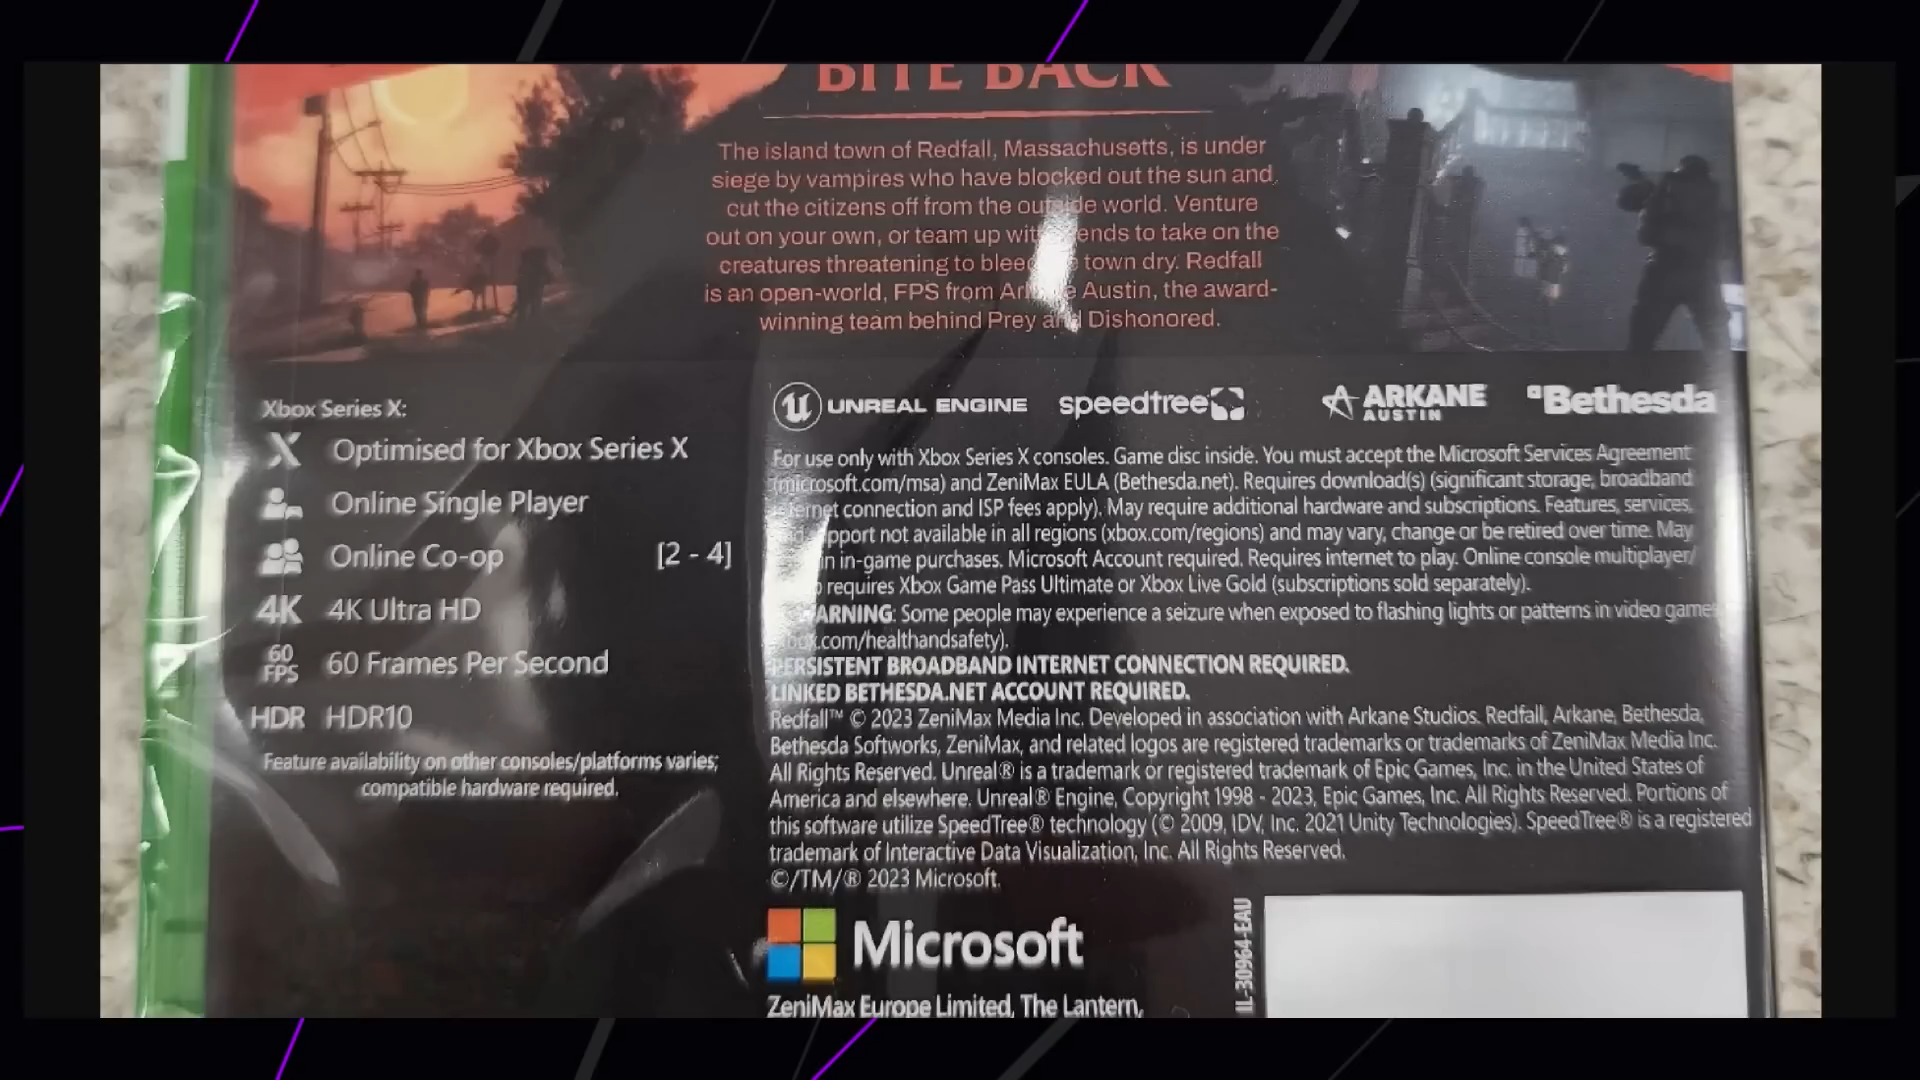 BITE BACK
The island town of Redfall, Massachusetts, is under
siege by vampires who have blocked out the sun and
cut the citizens off from the outside world. Venture
out on your own, or team up with friends to take on the
creatures threatening to bleed the town dry. Redfall
is an open-world, FPS from Arkane Austin, the award-
winning team behind Prey and Dishonored.
Xbox Series X:
X Optimised for Xbox Series X
Online Single Player
Online Co-op [2 - 4]
4K 4K Ultra HD
60 FPS 60 Frames Per Second
HDR HDR10
Feature availability on other consoles/platforms varies;
compatible hardware required.
UNREAL ENGINE speedtree ARKANE AUSTIN Bethesda
For use only with Xbox Series X consoles. Game disc inside. You must accept the Microsoft Services Agreement
(microsoft.com/msa) and ZeniMax EULA (Bethesda.net). Requires download(s) (significant storage, broadband
internet connection and ISP fees apply). May require additional hardware and subscriptions. Features, services,
and support not available in all regions (xbox.com/regions) and may vary, change or be retired over time. May
in-game purchases. Microsoft Account required. Requires internet to play. Online console multiplayer/
requires Xbox Game Pass Ultimate or Xbox Live Gold (subscriptions sold separately).
WARNING: Some people may experience a seizure when exposed to flashing lights or patterns in video games
(xbox.com/healthandsafety).
PERSISTENT BROADBAND INTERNET CONNECTION REQUIRED.
LINKED BETHESDA.NET ACCOUNT REQUIRED.
Redfall™ © 2023 ZeniMax Media Inc. Developed in association with Arkane Studios. Redfall, Arkane, Bethesda,
Bethesda Softworks, ZeniMax, and related logos are registered trademarks or trademarks of ZeniMax Media Inc.
All Rights Reserved. Unreal® is a trademark or registered trademark of Epic Games, Inc. in the United States of
America and elsewhere. Unreal® Engine, Copyright 1998 - 2023, Epic Games, Inc. All Rights Reserved. Portions of
this software utilize SpeedTree® technology (© 2009, IDV, Inc. 2021 Unity Technologies). SpeedTree® is a registered
trademark of Interactive Data Visualization, Inc. All Rights Reserved.
©/TM/® 2023 Microsoft.
Microsoft
ZeniMax Europe Limited, The Lantern,
IL-30964-EAU